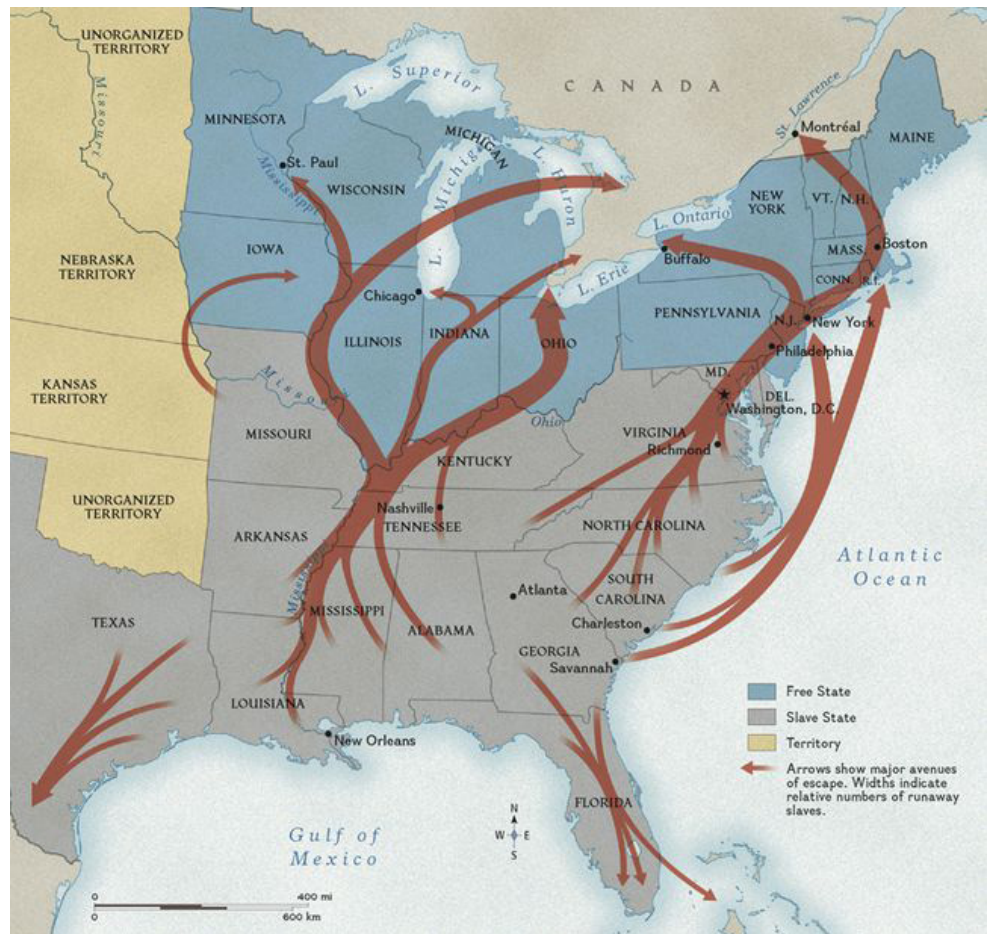 UNORGANIZED
TERRITORY
Missouri
L. Superior
CANADA
St. Lawrence
Montréal
MAINE
MINNESOTA
St. Paul
Mississippi
WISCONSIN
MICHIGAN
L. Michigan
L. Huron
NEW
YORK
VT.
N.H.
L. Ontario
IOWA
Buffalo
MASS.
Boston
NEBRASKA
TERRITORY
Chicago
L. Erie
CONN.
R.I.
ILLINOIS
INDIANA
OHIO
PENNSYLVANIA
N.J.
New York
Philadelphia
KANSAS
TERRITORY
Missouri
MD.
DEL.
Washington, D.C.
MISSOURI
Ohio
VIRGINIA
Richmond
KENTUCKY
UNORGANIZED
TERRITORY
Nashville
TENNESSEE
NORTH CAROLINA
ARKANSAS
Mississippi
Atlantic
Ocean
MISSISSIPPI
Atlanta
SOUTH
CAROLINA
TEXAS
ALABAMA
Charleston
GEORGIA
Savannah
LOUISIANA
New Orleans
Free State
Slave State
Territory
Arrows show major avenues
of escape. Widths indicate
relative numbers of runaway
slaves.
FLORIDA
Gulf of
Mexico
N
W E
S
0 400 mi
0 600 km